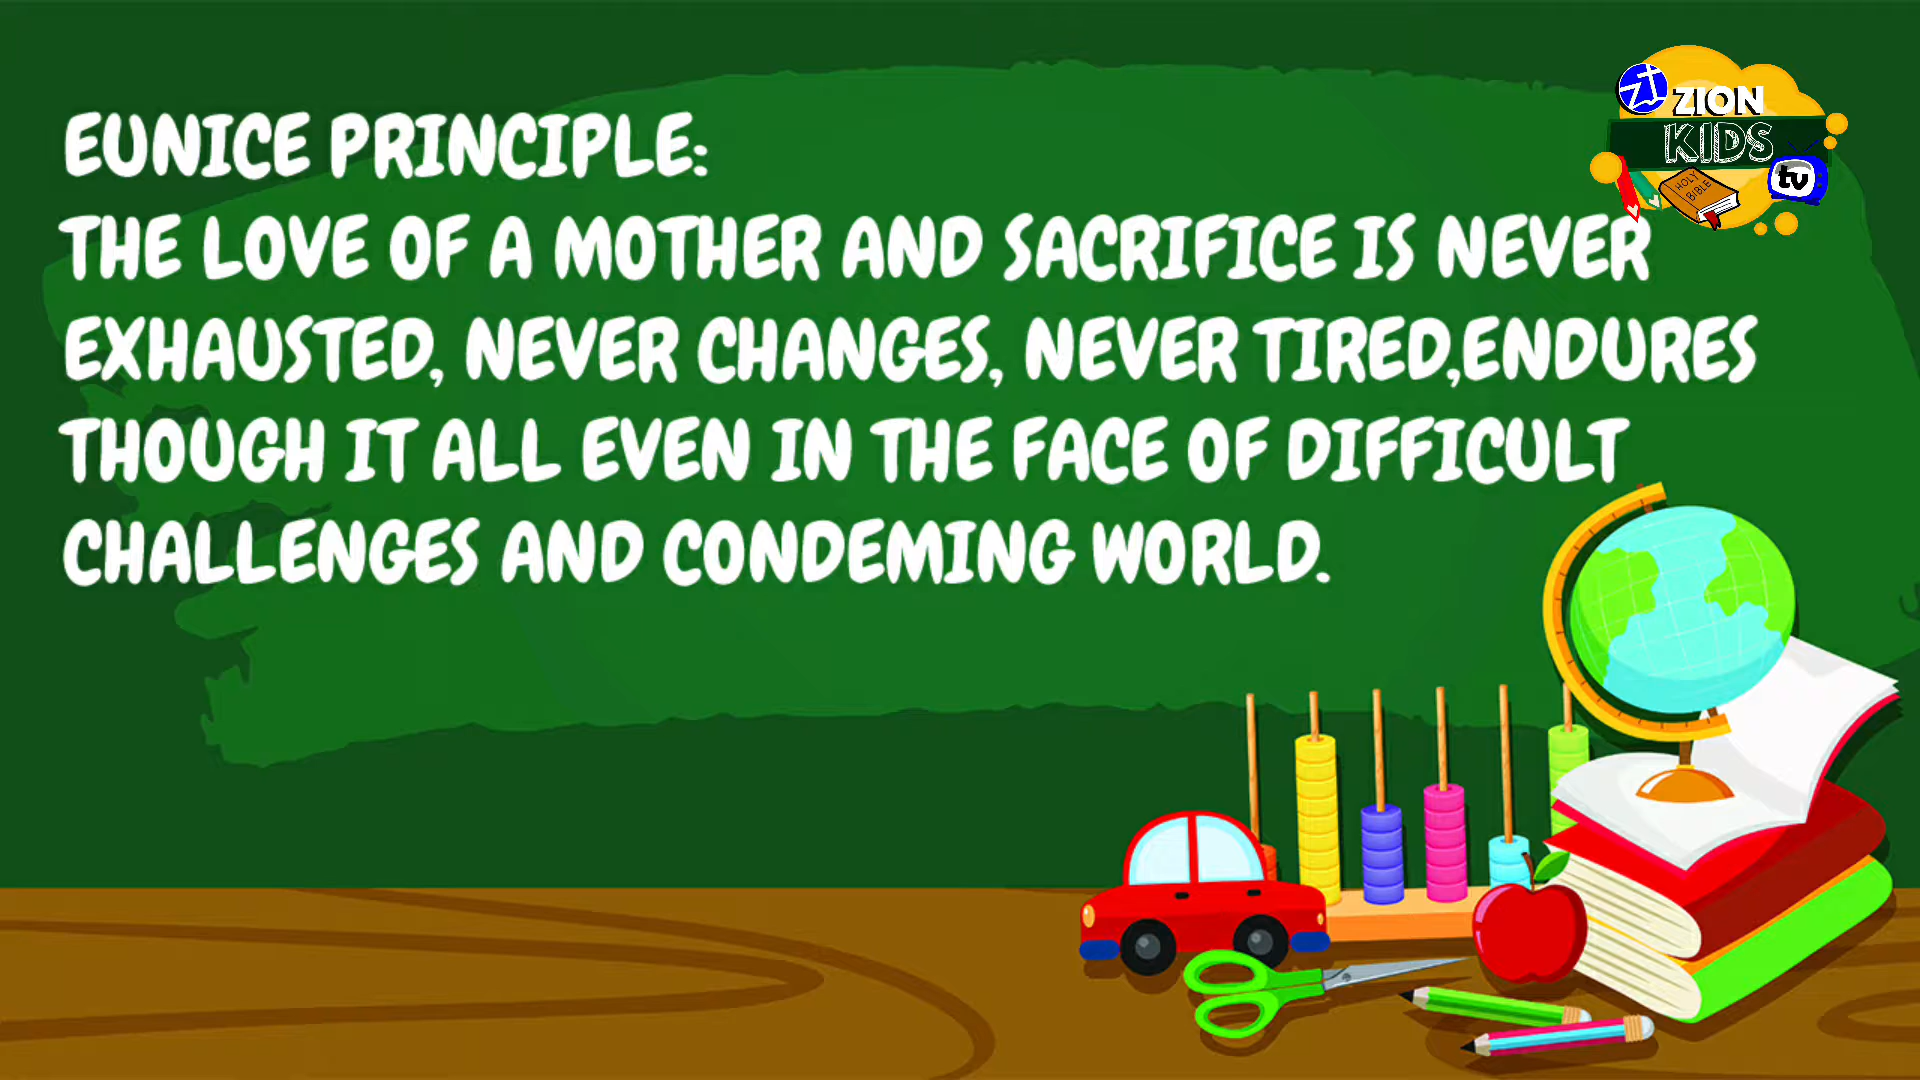 EUNICE PRINCIPLE:
THE LOVE OF A MOTHER AND SACRIFICE IS NEVER
EXHAUSTED, NEVER CHANGES, NEVER TIRED,ENDURES
THOUGH IT ALL EVEN IN THE FACE OF DIFFICULT
CHALLENGES AND CONDEMING WORLD.
ZION
KIDS
HOLY
BIBLE
tv